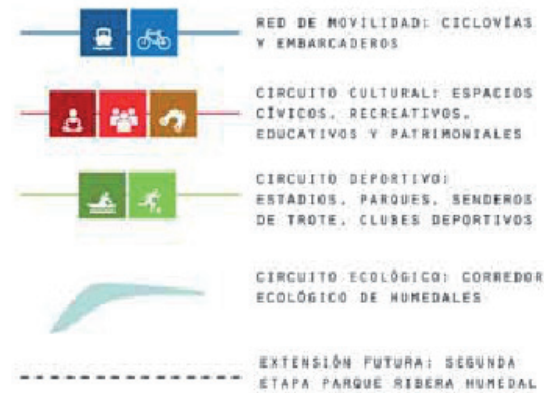 RED DE MOVILIDAD: CICLOVÍAS
Y EMBARCADEROS
CIRCUITO CULTURAL: ESPACIOS
CÍVICOS, RECREATIVOS,
EDUCATIVOS Y PATRIMONIALES
CIRCUITO DEPORTIVO:
ESTADIOS, PARQUES, SENDEROS
DE TROTE, CLUBES DEPORTIVOS
CIRCUITO ECOLÓGICO: CORREDOR
ECOLÓGICO DE HUMEDALES
EXTENSIÓN FUTURA: SEGUNDA
ETAPA PARQUE RIBERA HUMEDAL